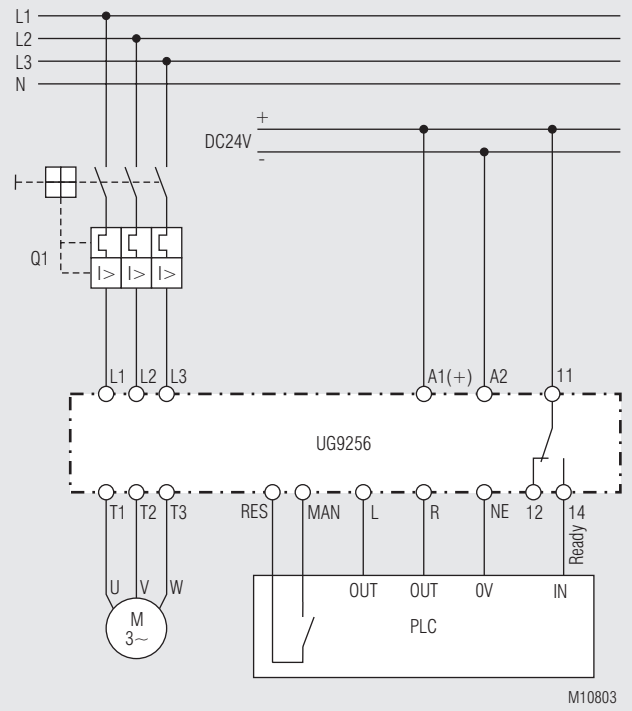 L1
L2
L3
N
+
DC24V
-
Q1
I> I> I>
L1 L2 L3 A1(+) A2 11
UG9256
T1 T2 T3 RES MAN L R NE 12 14
Ready
U V W
OUT OUT 0V IN
M
3~
PLC
M10803